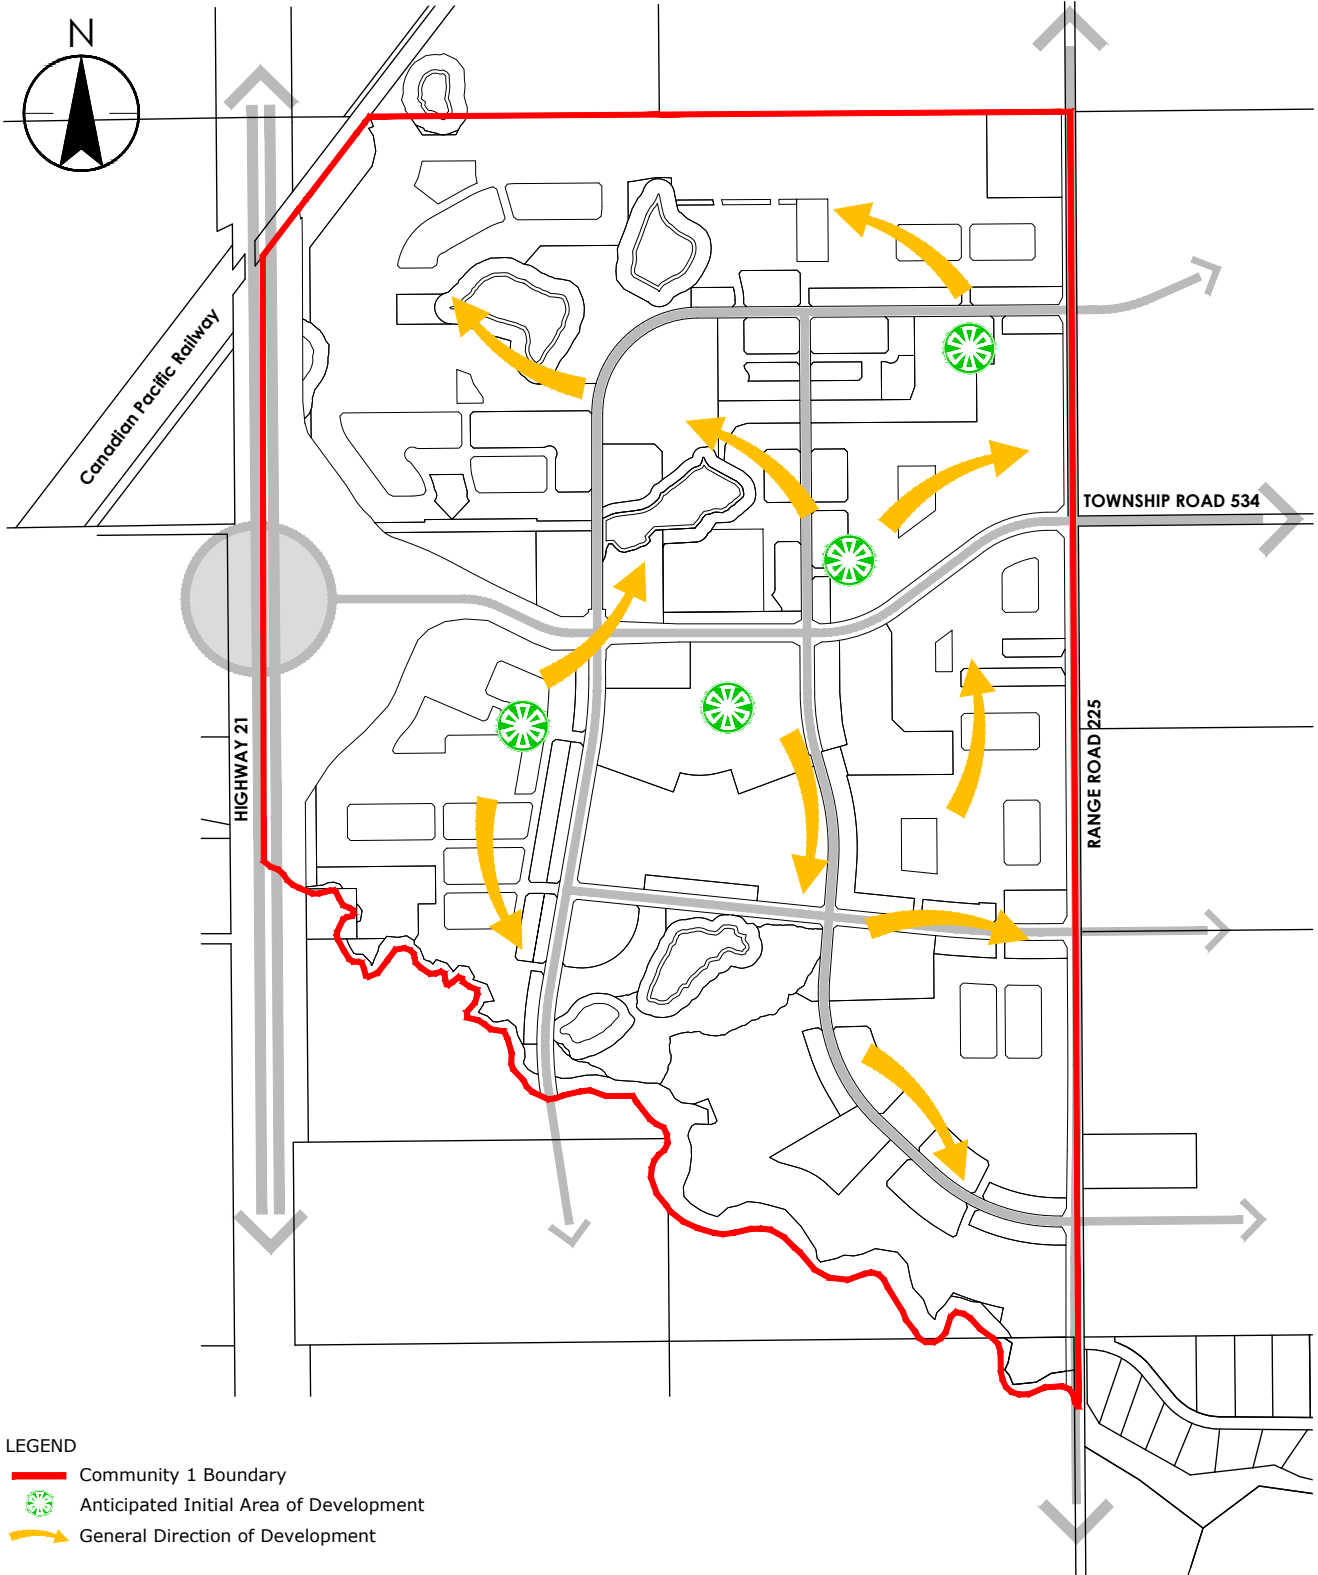 N
Canadian Pacific Railway
TOWNSHIP ROAD 534
HIGHWAY 21
RANGE ROAD 225
LEGEND
Community 1 Boundary
Anticipated Initial Area of Development
General Direction of Development